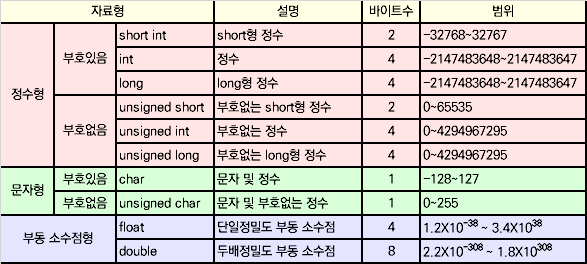 자료형 설명 바이트수 범위
정수형 부호있음 short int short형 정수 2 -32768~32767
int 정수 4 -2147483648~2147483647
long long형 정수 4 -2147483648~2147483647
부호없음 unsigned short 부호없는 short형 정수 2 0~65535
unsigned int 부호없는 정수 4 0~4294967295
unsigned long 부호없는 long형 정수 4 0~4294967295
문자형 부호있음 char 문자 및 정수 1 -128~127
부호없음 unsigned char 문자 및 부호없는 정수 1 0~255
부동 소수점형 float 단일정밀도 부동 소수점 4 1.2X10⁻³⁸ ~ 3.4X10³⁸
double 두배정밀도 부동 소수점 8 2.2X10⁻³⁰⁸ ~ 1.8X10³⁰⁸